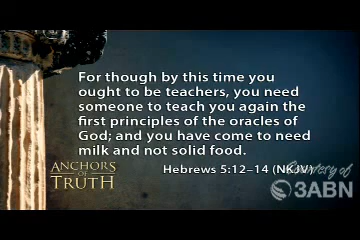 For though by this time you
ought to be teachers, you need
someone to teach you again the
first principles of the oracles of
God; and you have come to need
milk and not solid food.
Hebrews 5:12–14 (NKJV)
ANCHORS
OF
TRUTH
Courtesy of
3ABN